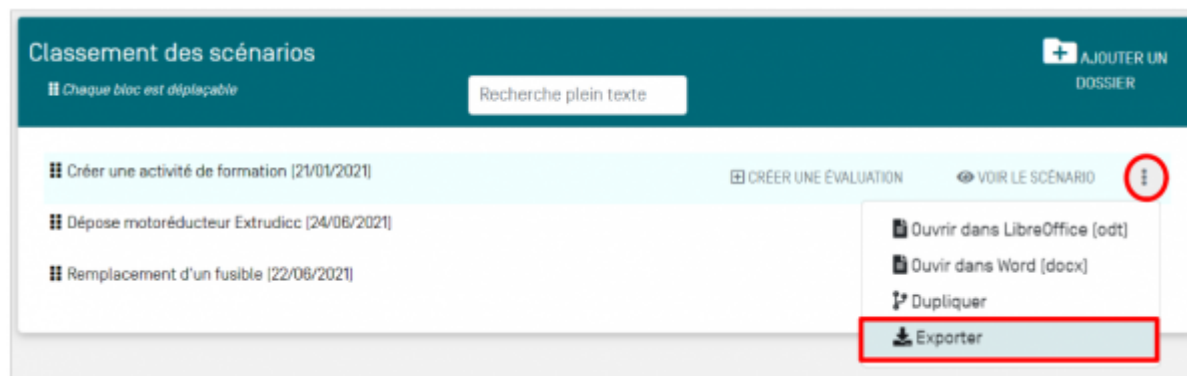 Classement des scénarios
AJOUTER UN
DOSSIER
Chaque bloc est déplaçable
Recherche plein texte
Créer une activité de formation (21/01/2021)
CRÉER UNE ÉVALUATION
VOIR LE SCÉNARIO
Dépose motoréducteur Extrudicc (24/06/2021)
Ouvrir dans LibreOffice (odt)
Ouvir dans Word (docx)
Remplacement d'un fusible (22/06/2021)
Dupliquer
Exporter